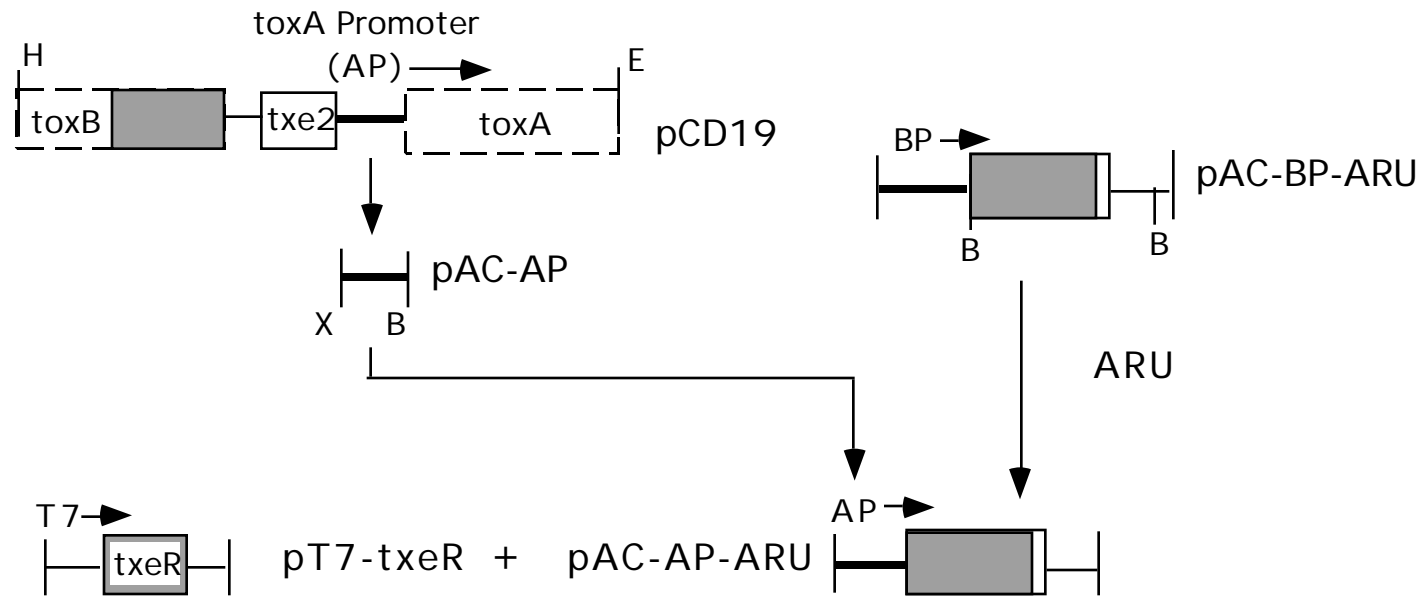 toxA Promoter
H
(AP)
E
toxB
txe2
toxA
pCD19
BP
pAC-BP-ARU
B
B
pAC-AP
X
B
ARU
AP
T7
txeR
pT7-txeR + pAC-AP-ARU